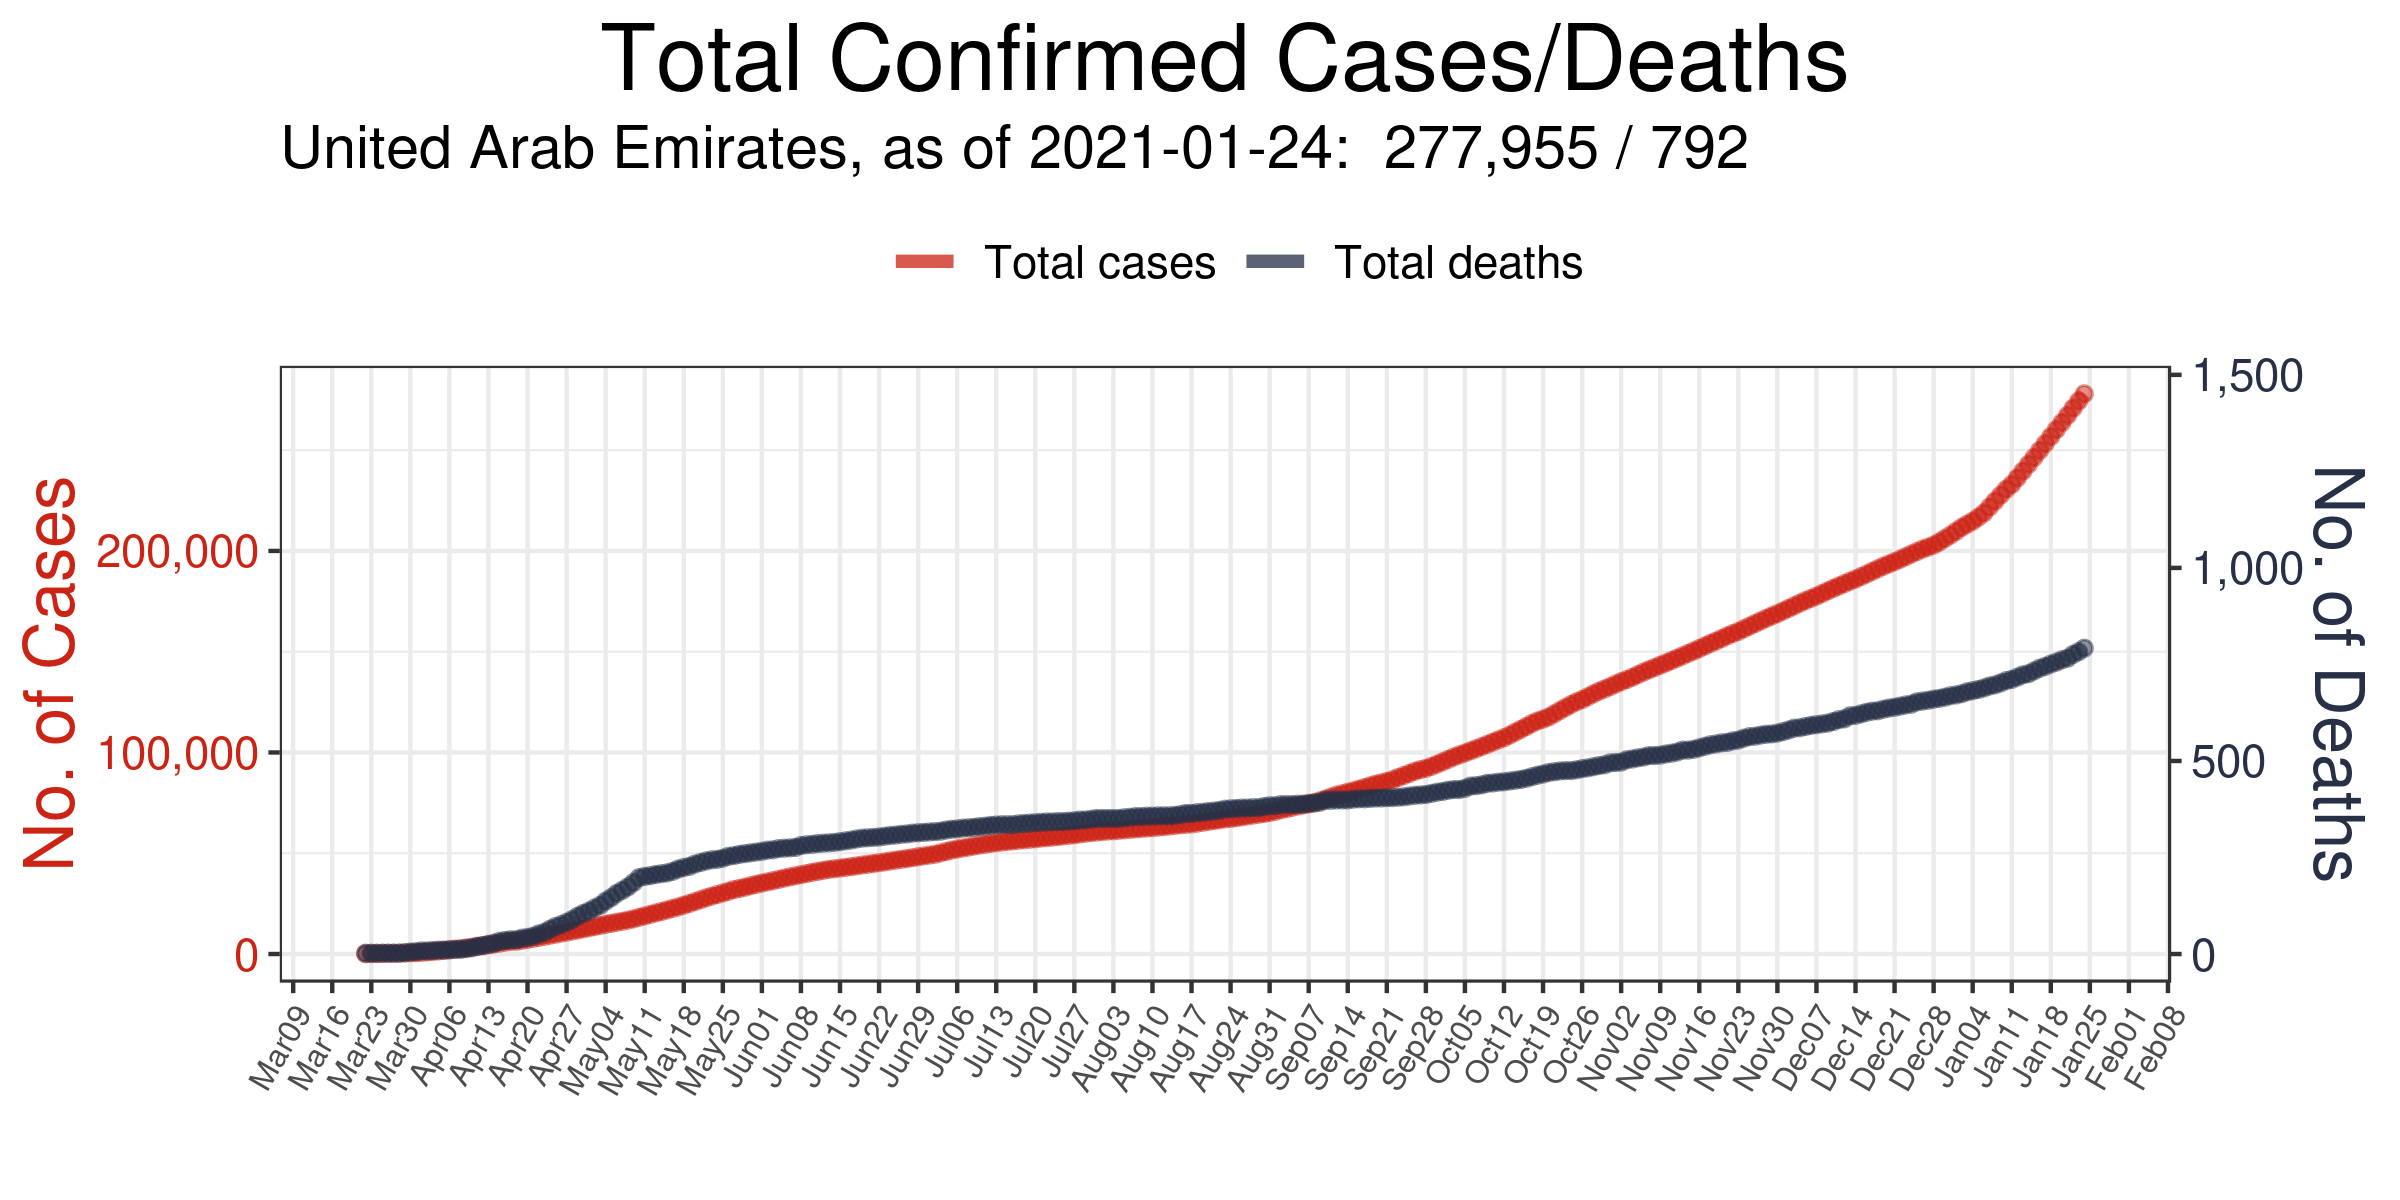 Total Confirmed Cases/Deaths
United Arab Emirates, as of 2021-01-24:  277,955 / 792
Total cases
Total deaths
No. of Cases
200,000
100,000
0
1,500
1,000
500
0
No. of Deaths
Mar09
Mar16
Mar23
Mar30
Apr06
Apr13
Apr20
Apr27
May04
May11
May18
May25
Jun01
Jun08
Jun15
Jun22
Jun29
Jul06
Jul13
Jul20
Jul27
Aug03
Aug10
Aug17
Aug24
Aug31
Sep07
Sep14
Sep21
Sep28
Oct05
Oct12
Oct19
Oct26
Nov02
Nov09
Nov16
Nov23
Nov30
Dec07
Dec14
Dec21
Dec28
Jan04
Jan11
Jan18
Jan25
Feb01
Feb08